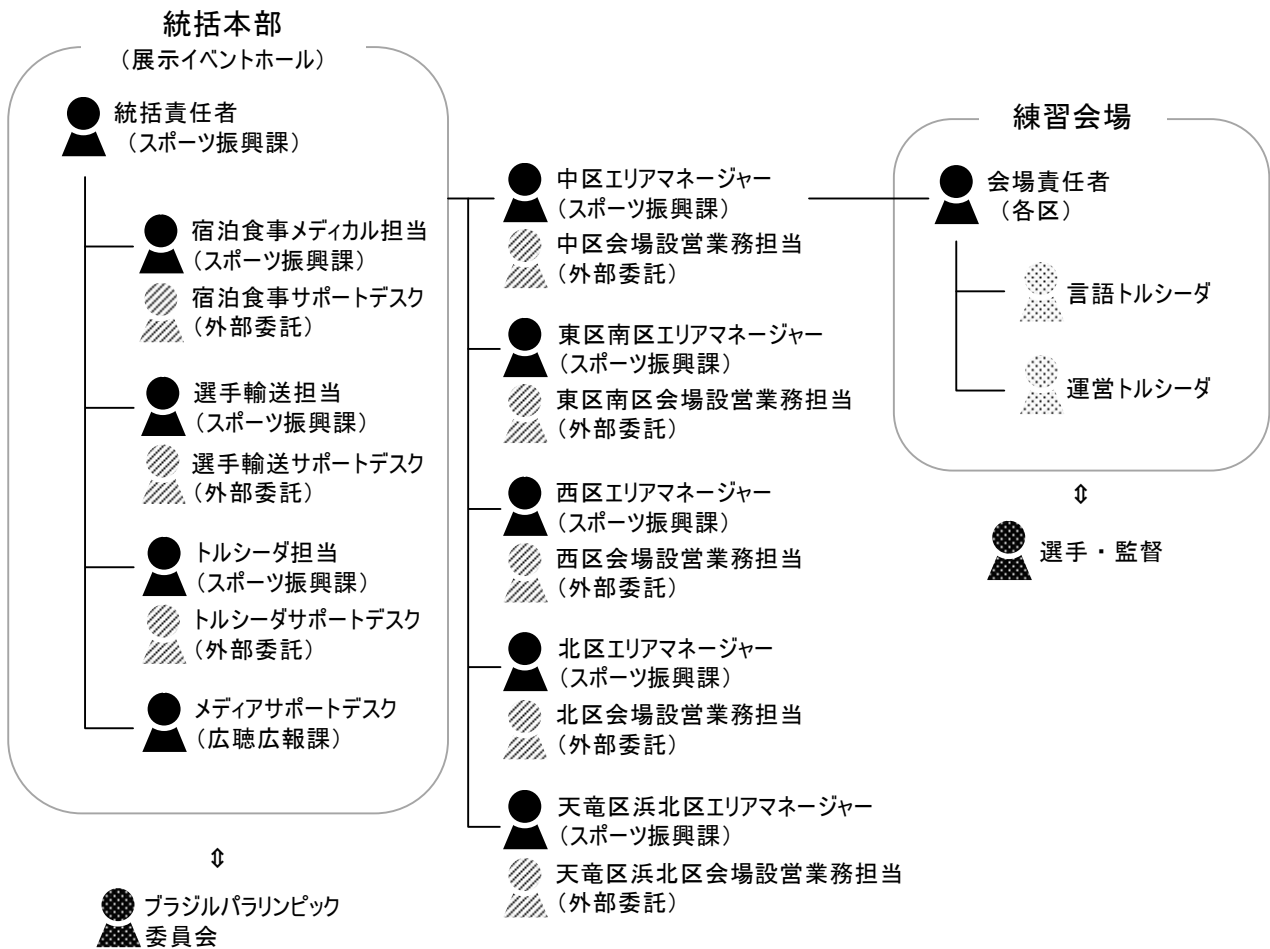 統括本部
（展示イベントホール）
統括責任者
（スポーツ振興課）
宿泊食事メディカル担当
（スポーツ振興課）
宿泊食事サポートデスク
（外部委託）
選手輸送担当
（スポーツ振興課）
選手輸送サポートデスク
（外部委託）
トルシーダ担当
（スポーツ振興課）
トルシーダサポートデスク
（外部委託）
メディアサポートデスク
（広聴広報課）
⇕
ブラジルパラリンピック
委員会
中区エリアマネージャー
（スポーツ振興課）
中区会場設営業務担当
（外部委託）
東区南区エリアマネージャー
（スポーツ振興課）
東区南区会場設営業務担当
（外部委託）
西区エリアマネージャー
（スポーツ振興課）
西区会場設営業務担当
（外部委託）
北区エリアマネージャー
（スポーツ振興課）
北区会場設営業務担当
（外部委託）
天竜区浜北区エリアマネージャー
（スポーツ振興課）
天竜区浜北区会場設営業務担当
（外部委託）
練習会場
会場責任者
（各区）
言語トルシーダ
運営トルシーダ
⇕
選手・監督